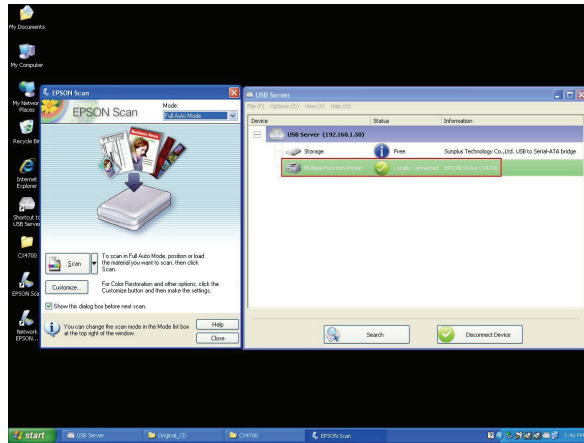 My Documents
My Computer
My Network
Places
Recycle Bin
Internet
Explorer
Shortcut to
USB Server
CX4700
EPSON Scan
Network
EPSON...
EPSON Scan
EPSON Scan
Mode:
Full Auto Mode
Scan
To scan in Full Auto Mode, position or load
the material you want to scan, then click
Scan.
Customize...
For Color Restoration and other options, click the
Customize button and then make the settings.
Show this dialog box before next scan.
You can change the scan mode in the Mode list box
at the top right of the window.
Help
Close
USB Server
File (F) Options (O) View (V) Help (H)
Device Status Information
USB Server (192.168.1.50)
Storage Free Sunplus Technology Co.,Ltd. USB to Serial-ATA bridge
Multiple Function Printer Locally Connected EPSON Stylus CX4700
Search
Disconnect Device
start USB Server Original_CD CX4700 EPSON Scan